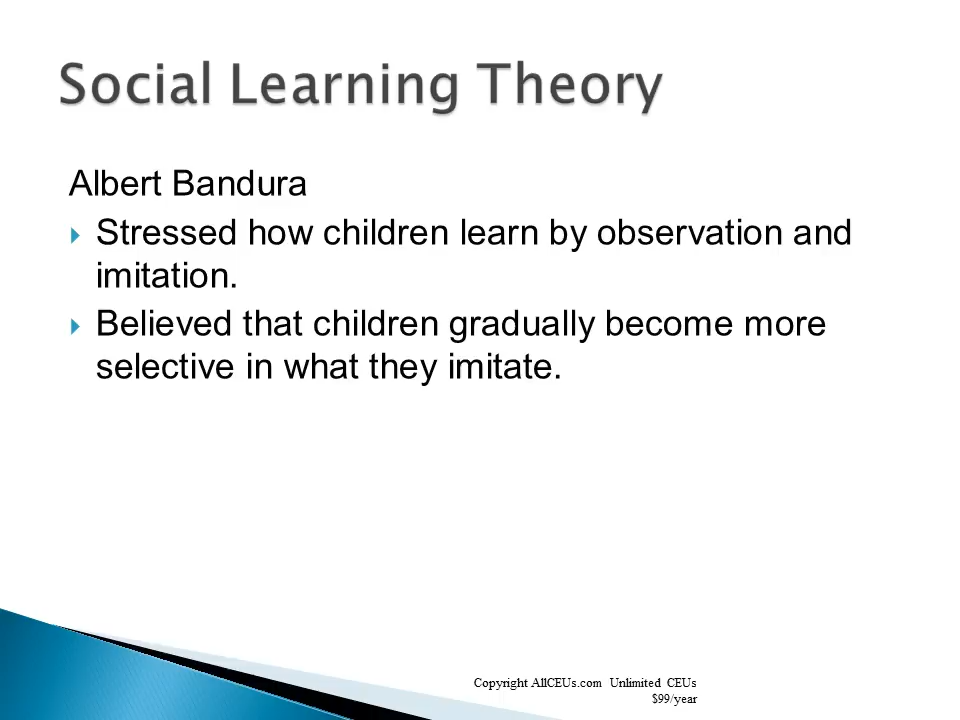 Social Learning Theory
Albert Bandura
Stressed how children learn by observation and
imitation.
Believed that children gradually become more
selective in what they imitate.
Copyright AllCEUs.com Unlimited CEUs
$99/year